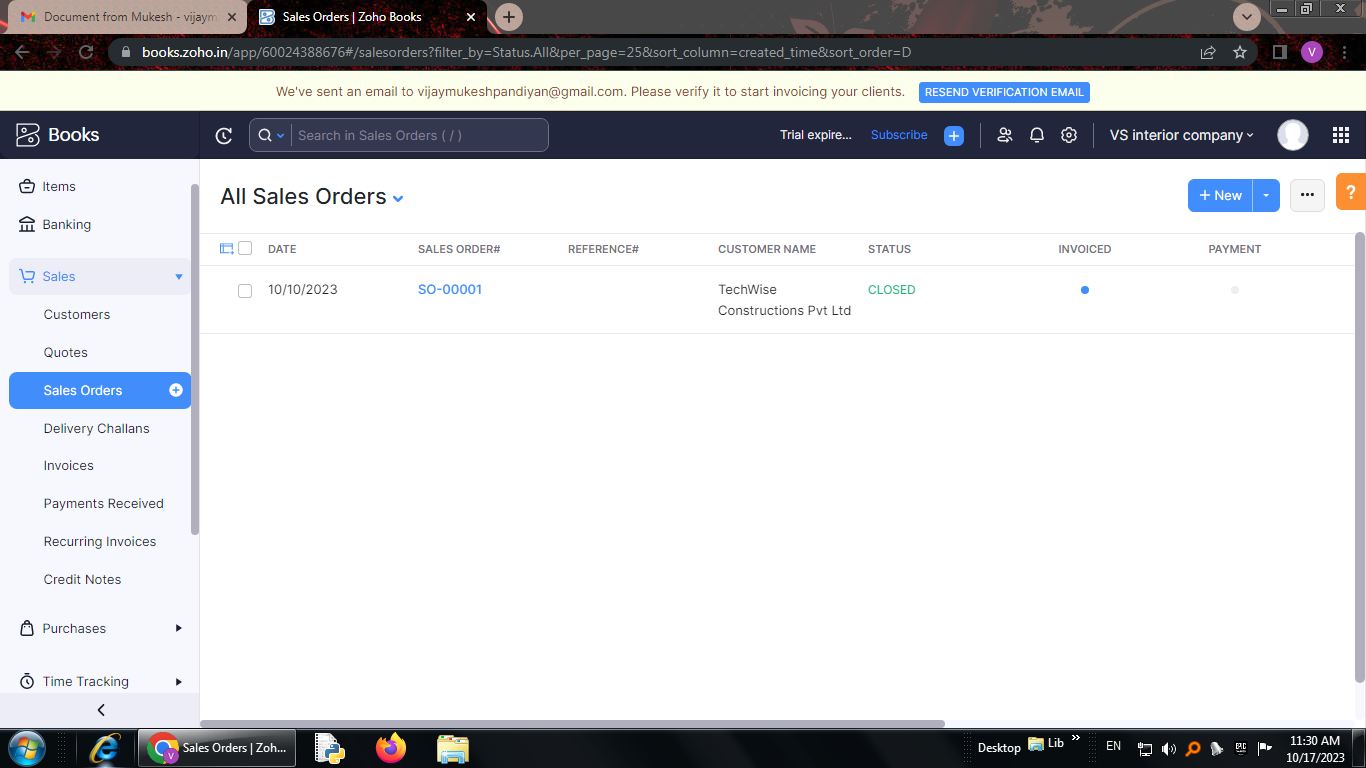 Document from Mukesh - vijaym
Sales Orders | Zoho Books
books.zoho.in/app/60024388676#/salesorders?filter_by=Status.All&per_page=25&sort_column=created_time&sort_order=D
V
We've sent an email to vijaymukeshpandiyan@gmail.com. Please verify it to start invoicing your clients.
RESEND VERIFICATION EMAIL
Books
Search in Sales Orders ( / )
Trial expire...
Subscribe
VS interior company
Items
Banking
Sales
Customers
Quotes
Sales Orders
Delivery Challans
Invoices
Payments Received
Recurring Invoices
Credit Notes
Purchases
Time Tracking
All Sales Orders
+ New
?
DATE SALES ORDER# REFERENCE# CUSTOMER NAME STATUS INVOICED PAYMENT
10/10/2023 SO-00001 TechWise CLOSED
Constructions Pvt Ltd
Sales Orders | Zoh...
Desktop
Lib
EN
11:30 AM
10/17/2023